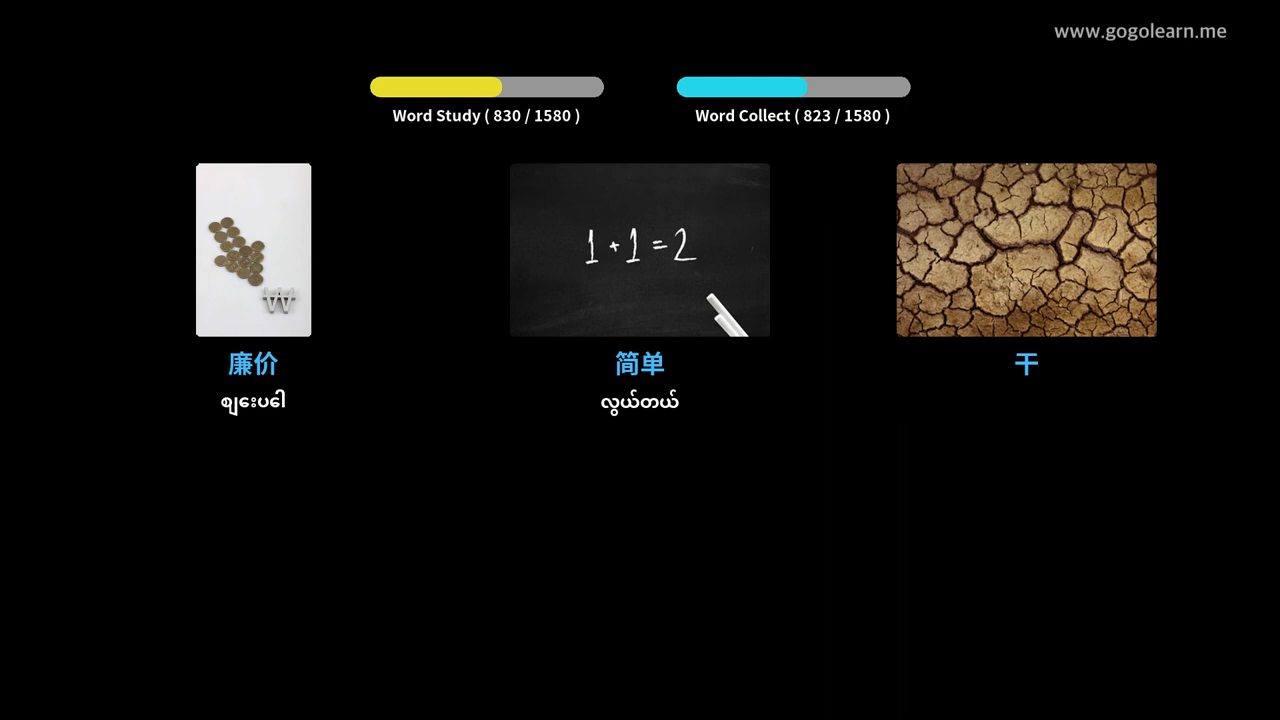 www.gogolearn.me
Word Study ( 830 / 1580 )
Word Collect ( 823 / 1580 )
₩
1 + 1 = 2
廉价
简单
干
စျေးပေါ
လွယ်တယ်